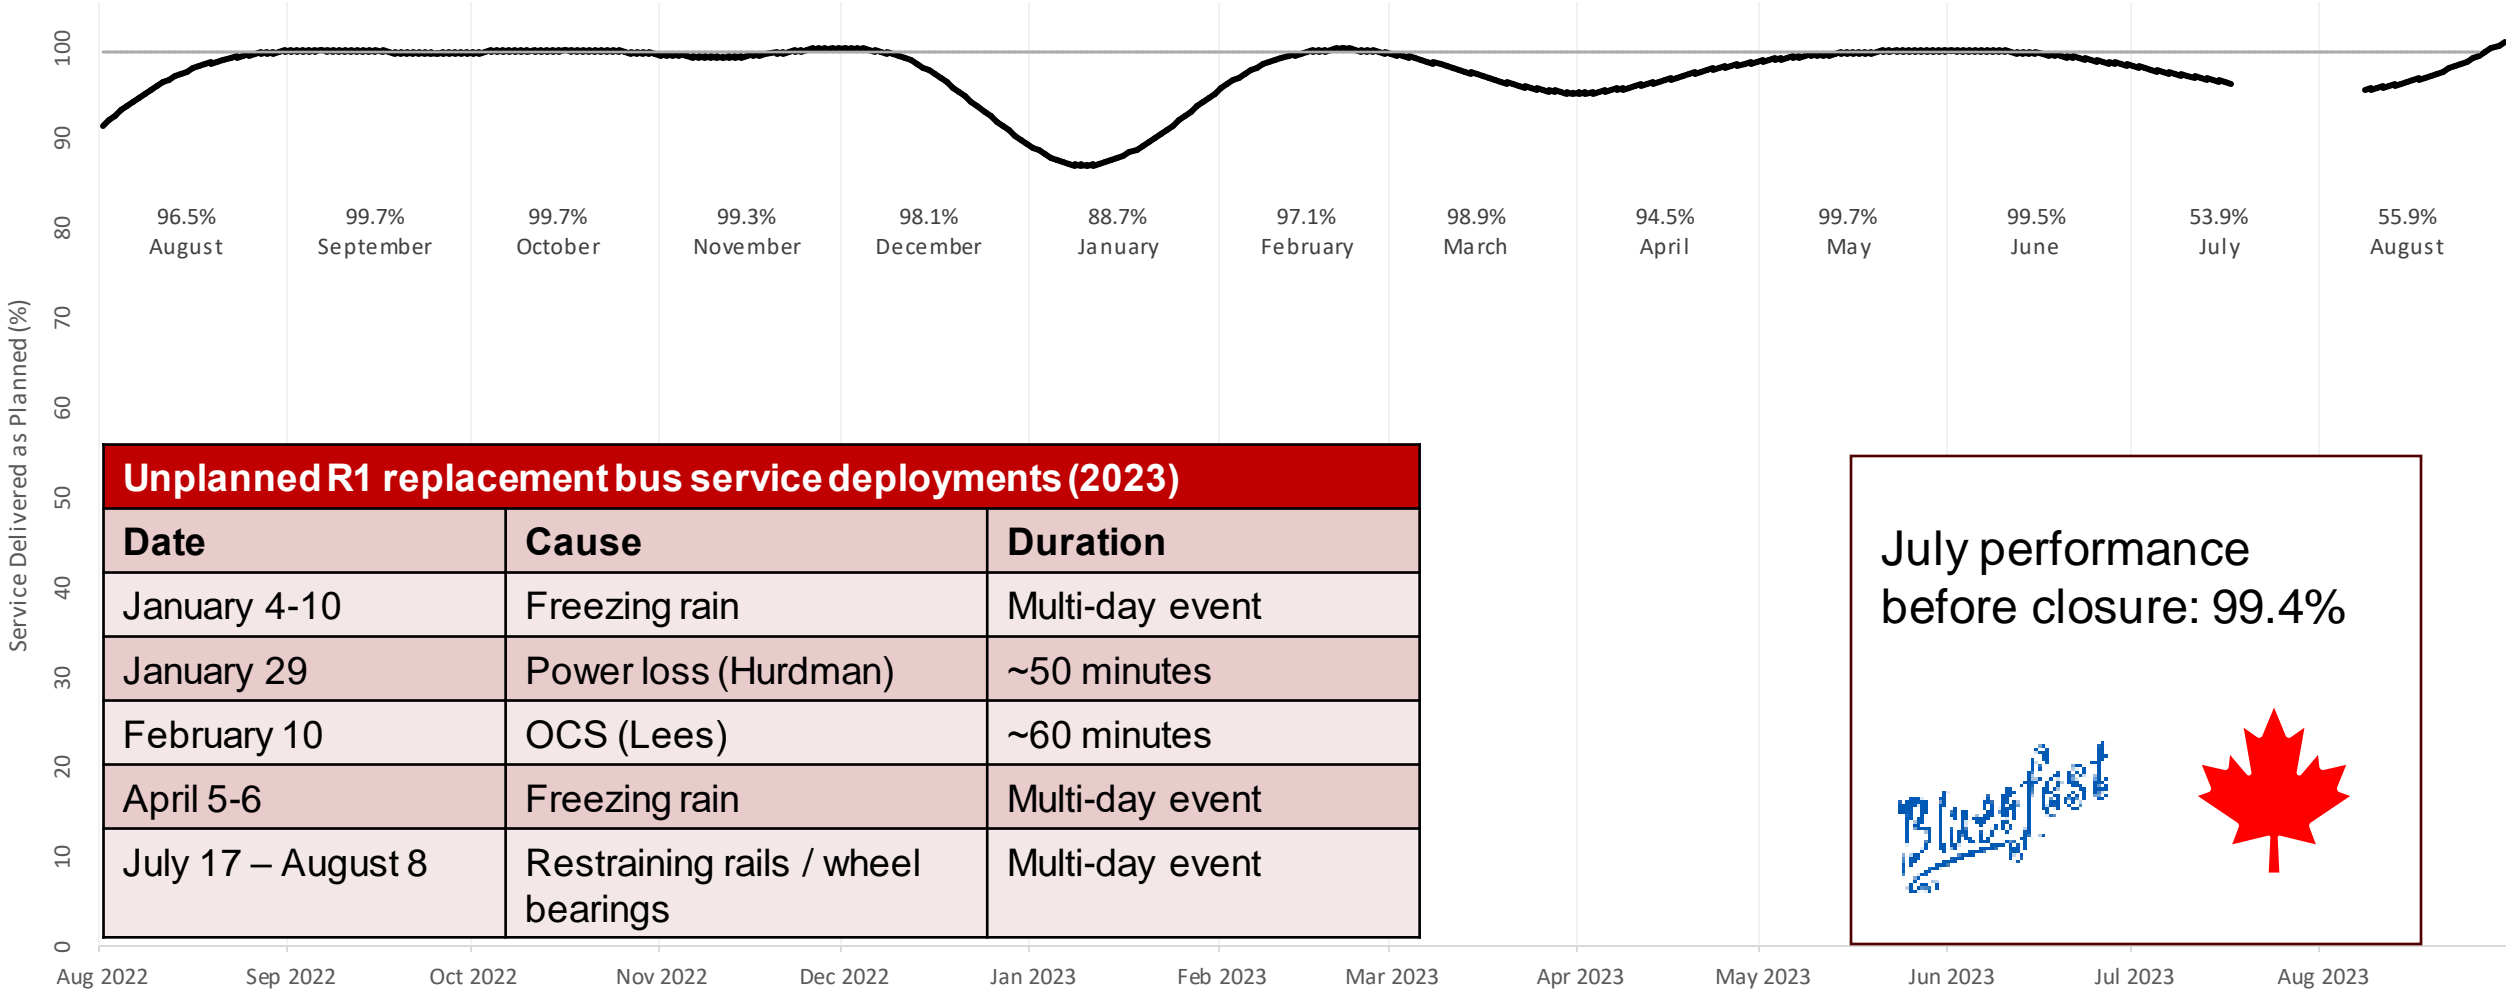 100
90
80
70
60
50
40
30
20
10
0
Service Delivered as Planned (%)
96.5%
August
99.7%
September
99.7%
October
99.3%
November
98.1%
December
88.7%
January
97.1%
February
98.9%
March
94.5%
April
99.7%
May
99.5%
June
53.9%
July
55.9%
August
Unplanned R1 replacement bus service deployments (2023)
Date Cause Duration
January 4-10 Freezing rain Multi-day event
January 29 Power loss (Hurdman) ~50 minutes
February 10 OCS (Lees) ~60 minutes
April 5-6 Freezing rain Multi-day event
July 17 – August 8 Restraining rails / wheel Multi-day event
bearings
July performance
before closure: 99.4%
Bluesfest
Aug 2022 Sep 2022 Oct 2022 Nov 2022 Dec 2022 Jan 2023 Feb 2023 Mar 2023 Apr 2023 May 2023 Jun 2023 Jul 2023 Aug 2023